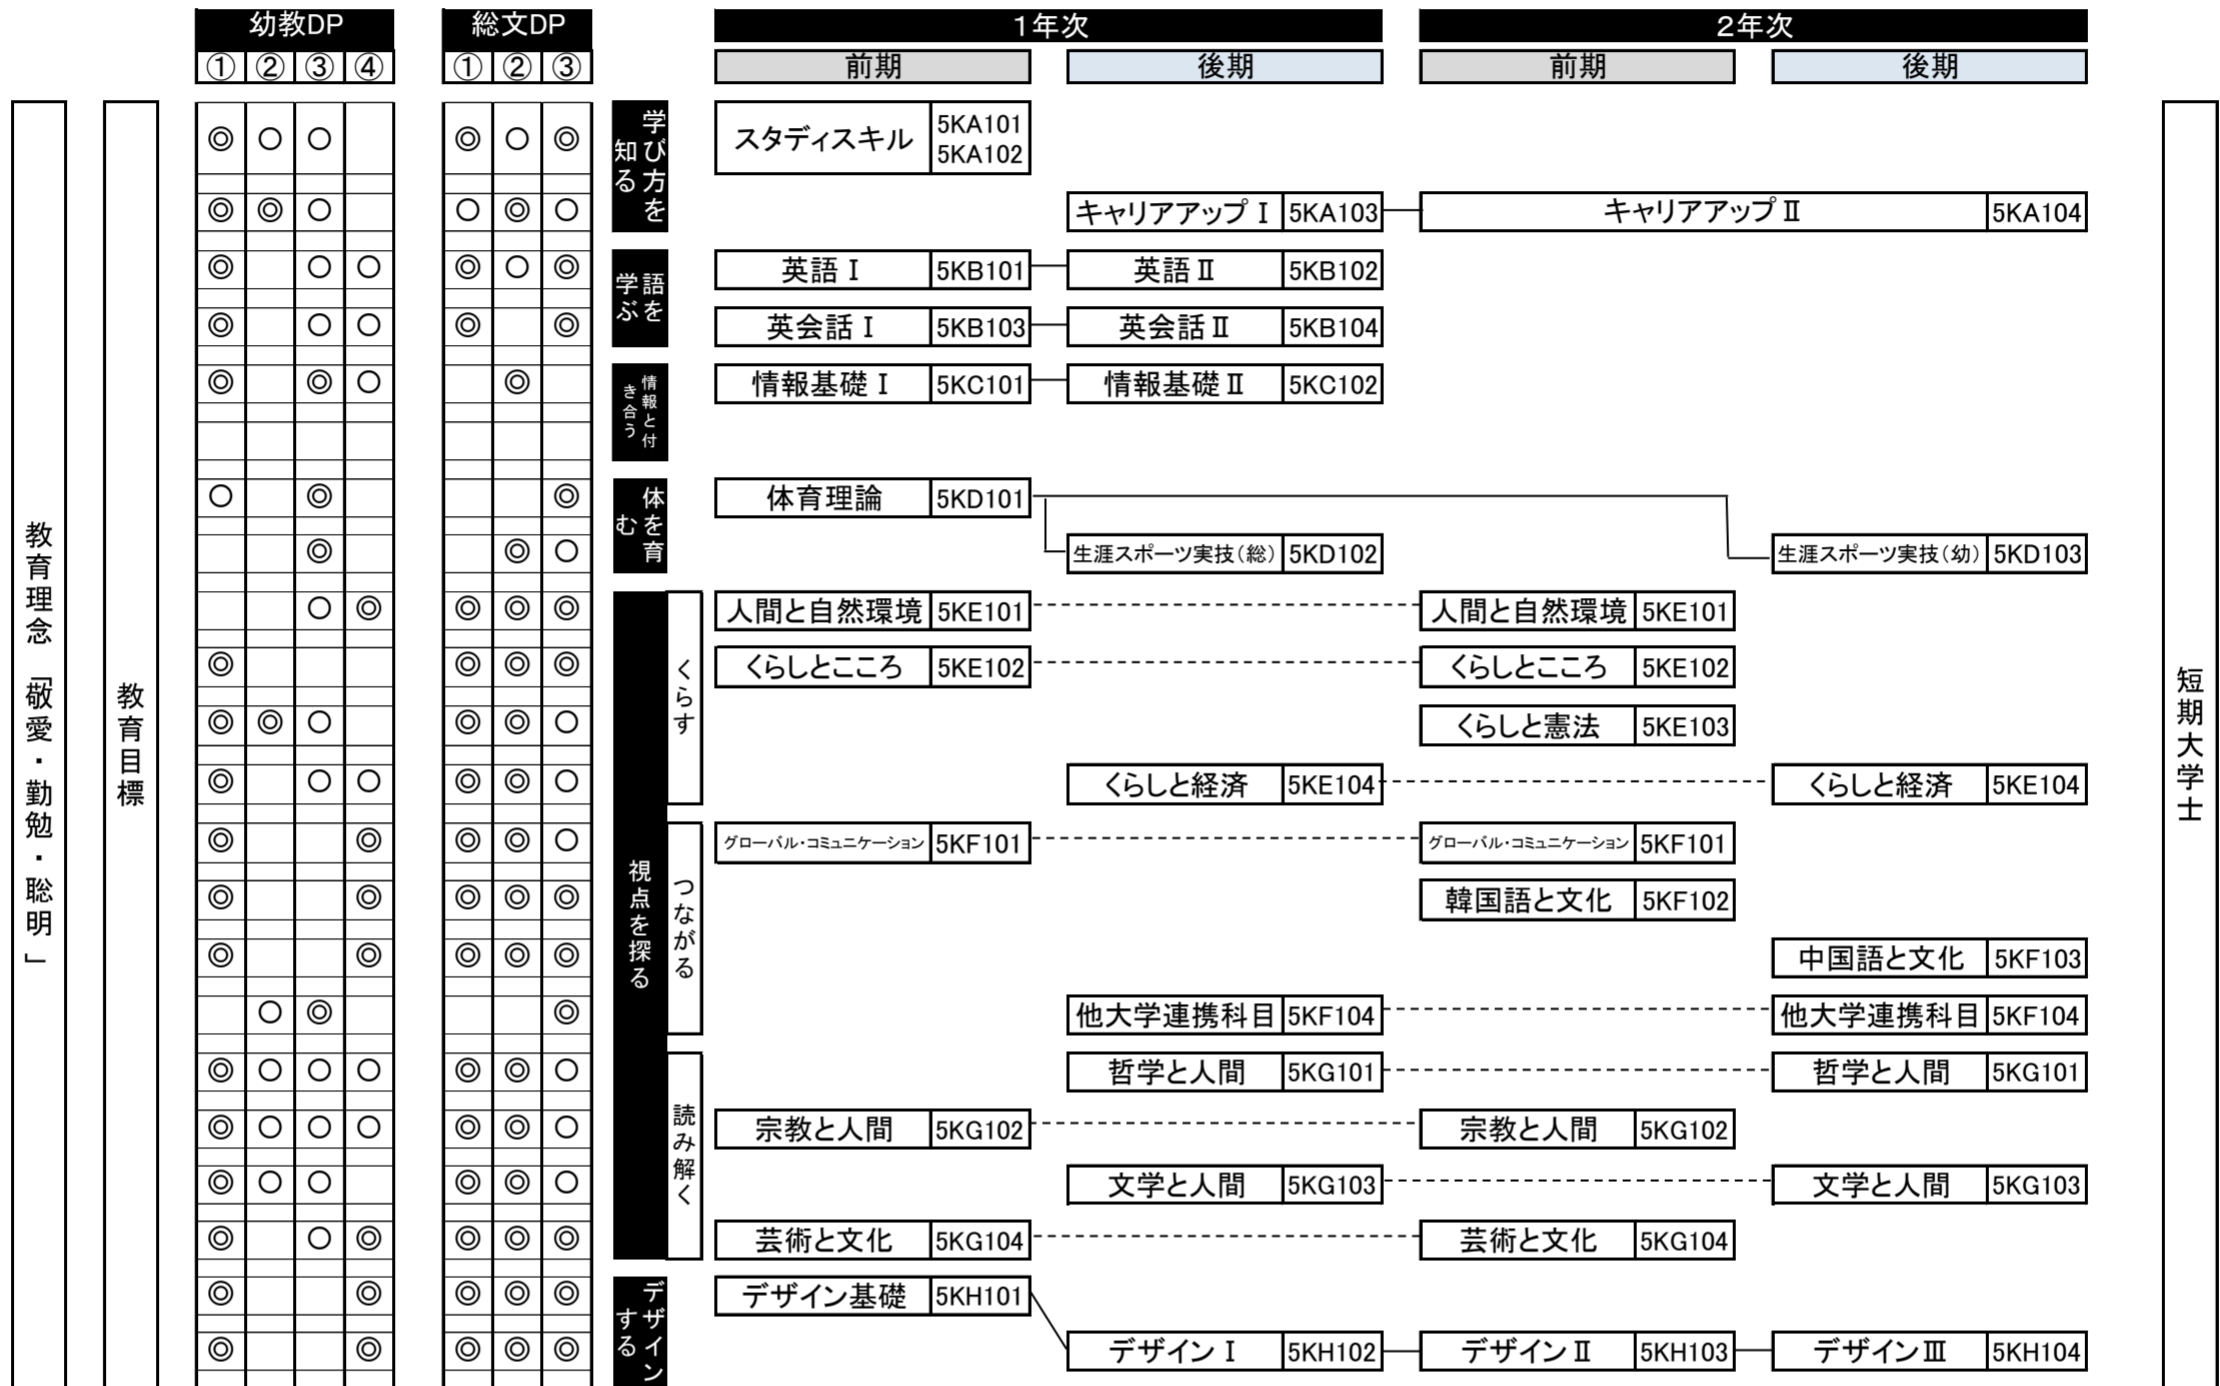 幼教DP 総文DP 1年次 2年次
① ② ③ ④ ① ② ③ 前期 後期 前期 後期
教育理念「敬愛・勤勉・聡明」
教育目標
短期大学士
学び方を知る
◎ ○ ○ ◎ ○ ◎ スタディスキル 5KA101 5KA102
◎ ◎ ○ ○ ◎ ○ キャリアアップⅠ 5KA103 キャリアアップⅡ 5KA104
語を学ぶ
◎ ○ ○ ◎ ○ ◎ 英語Ⅰ 5KB101 英語Ⅱ 5KB102
◎ ○ ○ ◎ ◎ 英会話Ⅰ 5KB103 英会話Ⅱ 5KB104
情報と付き合う
◎ ◎ ○ ◎ 情報基礎Ⅰ 5KC101 情報基礎Ⅱ 5KC102
体を育む
○ ◎ ◎ 体育理論 5KD101
◎ ◎ ○ 生涯スポーツ実技(総) 5KD102 生涯スポーツ実技(幼) 5KD103
視点を探る
くらす
○ ◎ ◎ ◎ ◎ 人間と自然環境 5KE101 人間と自然環境 5KE101
◎ ◎ ◎ ◎ くらしとこころ 5KE102 くらしとこころ 5KE102
◎ ◎ ○ ◎ ◎ ○ くらしと憲法 5KE103
◎ ○ ○ ◎ ◎ ○ くらしと経済 5KE104 くらしと経済 5KE104
つながる
◎ ◎ ◎ ◎ ○ グローバル・コミュニケーション 5KF101 グローバル・コミュニケーション 5KF101
◎ ◎ ◎ ◎ ◎ 韓国語と文化 5KF102
◎ ◎ ◎ ◎ ◎ 中国語と文化 5KF103
○ ◎ ◎ 他大学連携科目 5KF104 他大学連携科目 5KF104
読み解く
◎ ○ ○ ○ ◎ ◎ ○ 哲学と人間 5KG101 哲学と人間 5KG101
◎ ○ ○ ○ ◎ ◎ ○ 宗教と人間 5KG102 宗教と人間 5KG102
◎ ○ ○ ◎ ◎ ○ 文学と人間 5KG103 文学と人間 5KG103
◎ ○ ◎ ◎ ◎ ◎ 芸術と文化 5KG104 芸術と文化 5KG104
デザインする
◎ ◎ ◎ ◎ ◎ デザイン基礎 5KH101
◎ ◎ ◎ ◎ ◎ デザインⅠ 5KH102 デザインⅡ 5KH103 デザインⅢ 5KH104